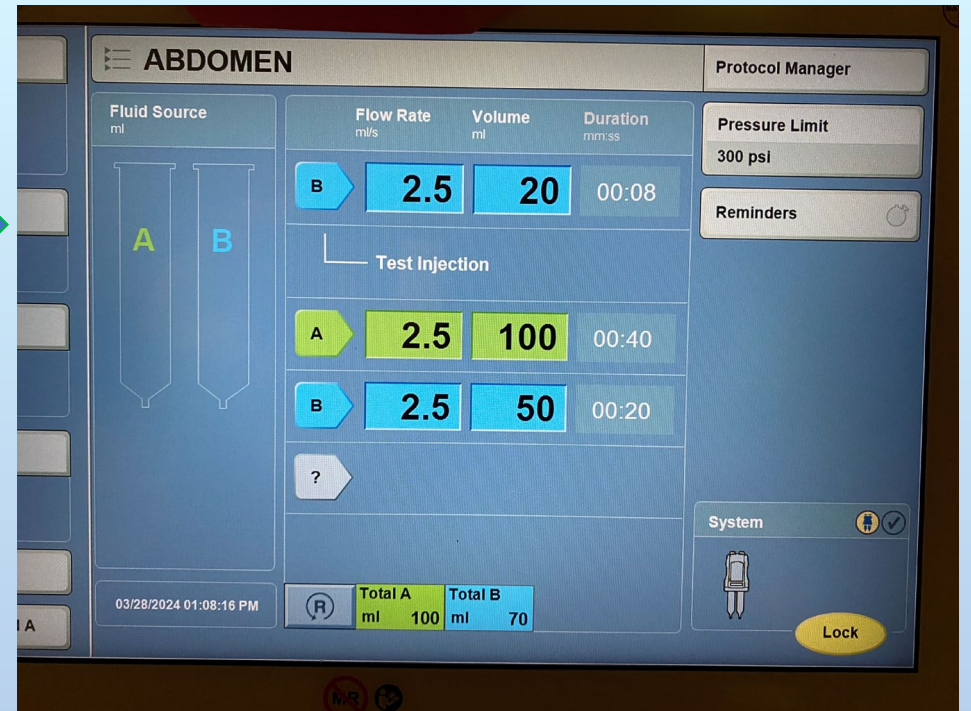 ABDOMEN
Protocol Manager
Fluid Source
ml
Flow Rate Volume Duration
ml/s ml mm:ss
Pressure Limit
300 psi
B 2.5 20 00:08
Reminders
A B
Test Injection
A 2.5 100 00:40
B 2.5 50 00:20
?
System
03/28/2024 01:08:16 PM
R
Total A Total B
ml 100 ml 70
A
Lock
MR